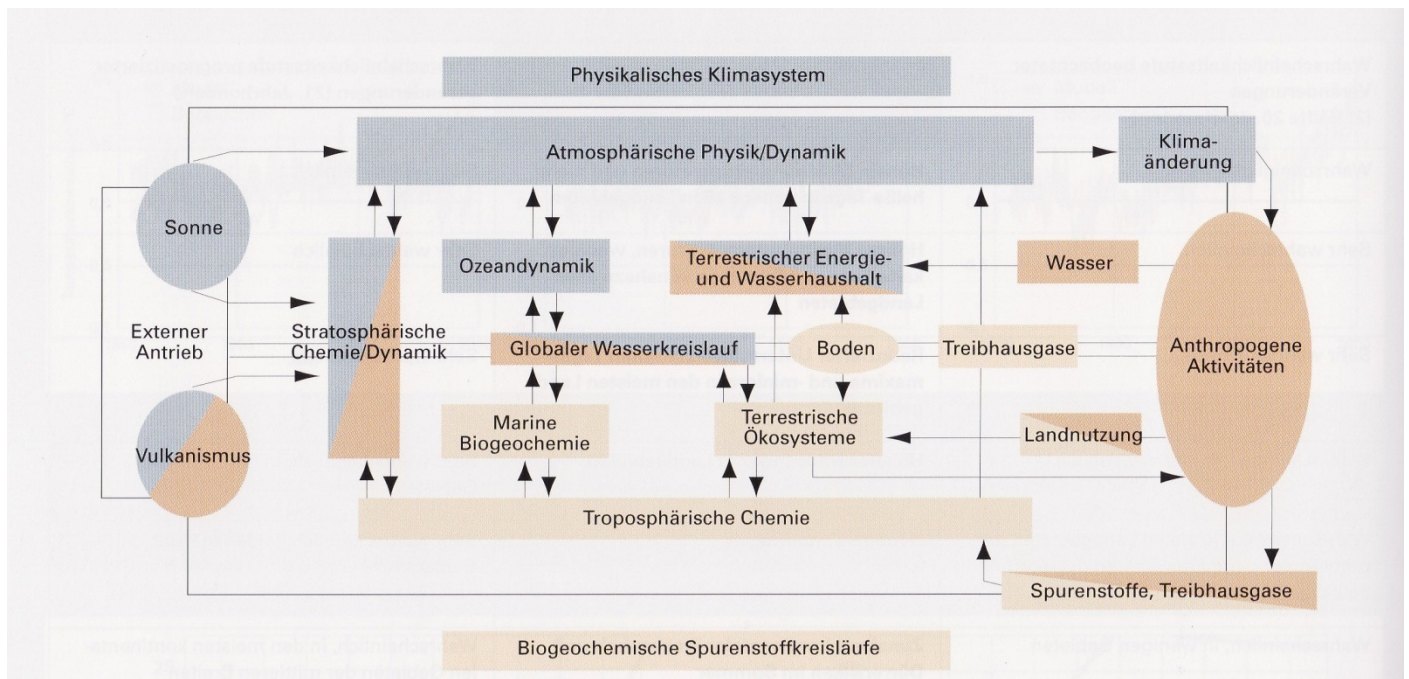 Physikalisches Klimasystem
Atmosphärische Physik/Dynamik
Klima-
änderung
Sonne
Ozeandynamik
Terrestrischer Energie-
und Wasserhaushalt
Wasser
Externer
Antrieb
Stratosphärische
Chemie/Dynamik
Globaler Wasserkreislauf
Boden
Treibhausgase
Anthropogene
Aktivitäten
Vulkanismus
Marine
Biogeochemie
Terrestrische
Ökosysteme
Landnutzung
Troposphärische Chemie
Spurenstoffe, Treibhausgase
Biogeochemische Spurenstoffkreisläufe